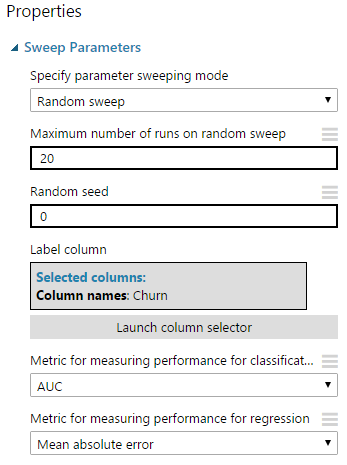 Properties
Sweep Parameters
Specify parameter sweeping mode
Random sweep
Maximum number of runs on random sweep
20
Random seed
0
Label column
Selected columns:
Column names: Churn
Launch column selector
Metric for measuring performance for classificat...
AUC
Metric for measuring performance for regression
Mean absolute error